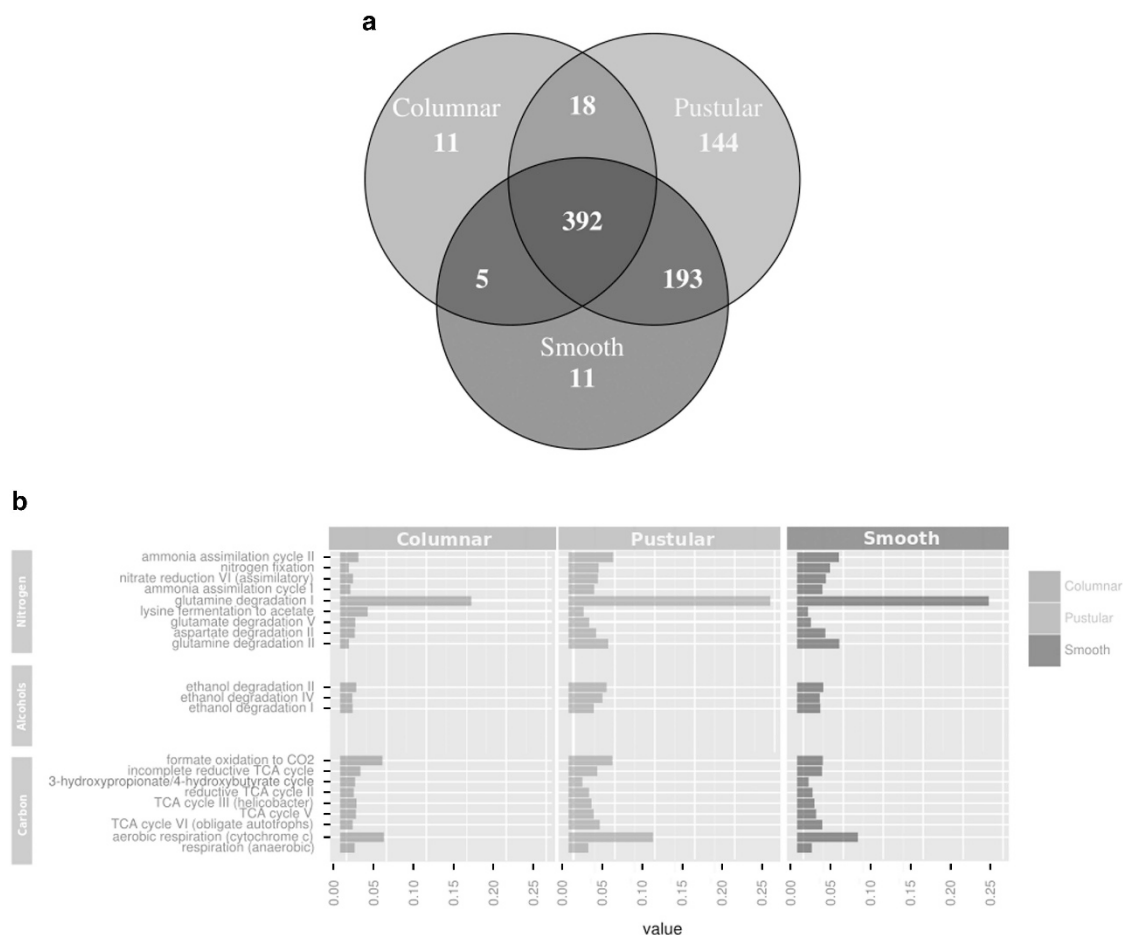 a
Columnar
11
18
Pustular
144
392
5
193
Smooth
11
b
Columnar
Pustular
Smooth
Nitrogen
ammonia assimilation cycle II
nitrogen fixation
nitrate reduction VI (assimilatory)
ammonia assimilation cycle I
glutamine degradation I
lysine fermentation to acetate
glutamate degradation V
aspartate degradation II
glutamine degradation II
Alcohols
ethanol degradation II
ethanol degradation IV
ethanol degradation I
Carbon
formate oxidation to CO2
incomplete reductive TCA cycle
3-hydroxypropionate/4-hydroxybutyrate cycle
reductive TCA cycle II
TCA cycle III (helicobacter)
TCA cycle V
TCA cycle VI (obligate autotrophs)
aerobic respiration (cytochrome c)
respiration (anaerobic)
Columnar
Pustular
Smooth
0.00 0.05 0.10 0.15 0.20 0.25 0.00 0.05 0.10 0.15 0.20 0.25 0.00 0.05 0.10 0.15 0.20 0.25
value